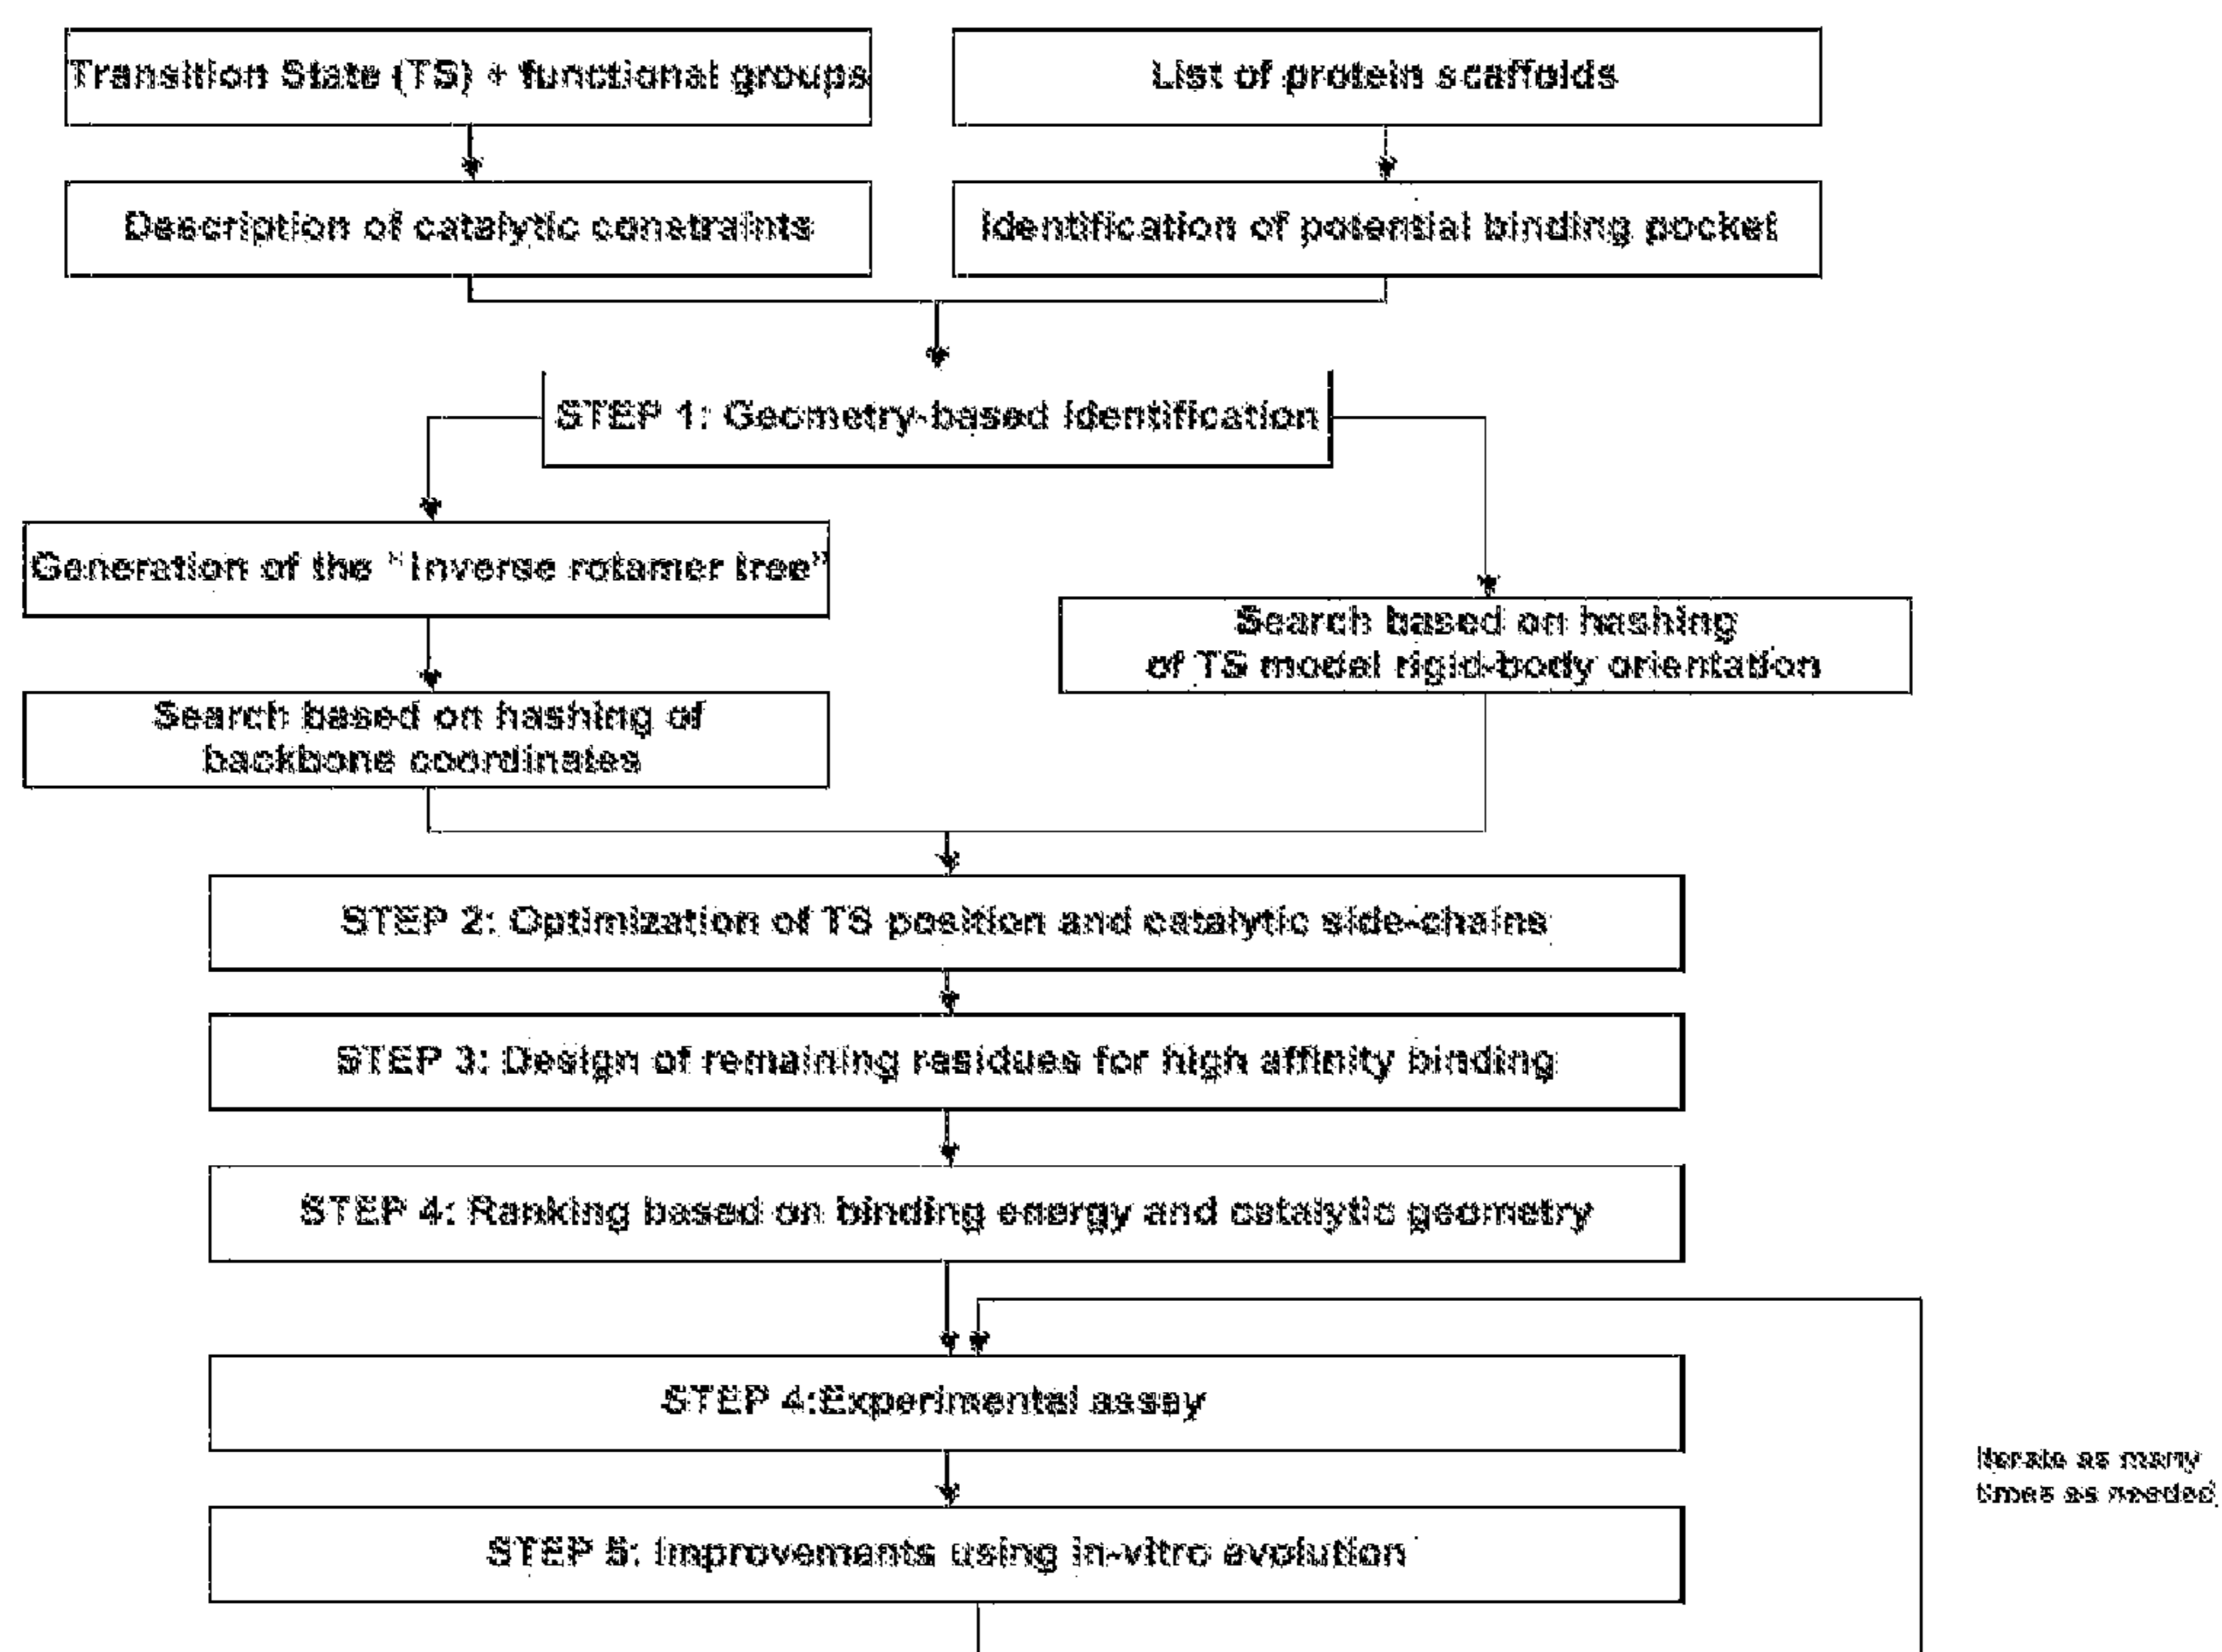 Transition State (TS) + functional groups
List of protein scaffolds
Description of catalytic constraints
Identification of potential binding pocket
STEP 1: Geometry-based identification
Generation of the "Inverse rotamer tree"
Search based on hashing
of TS model rigid-body orientation
Search based on hashing of
backbone coordinates
STEP 2: Optimization of TS position and catalytic side-chains
STEP 3: Design of remaining residues for high affinity binding
STEP 4: Ranking based on binding energy and catalytic geometry
STEP 4:Experimental assay
Iterate as many
times as needed
STEP 5: Improvements using in-vitro evolution